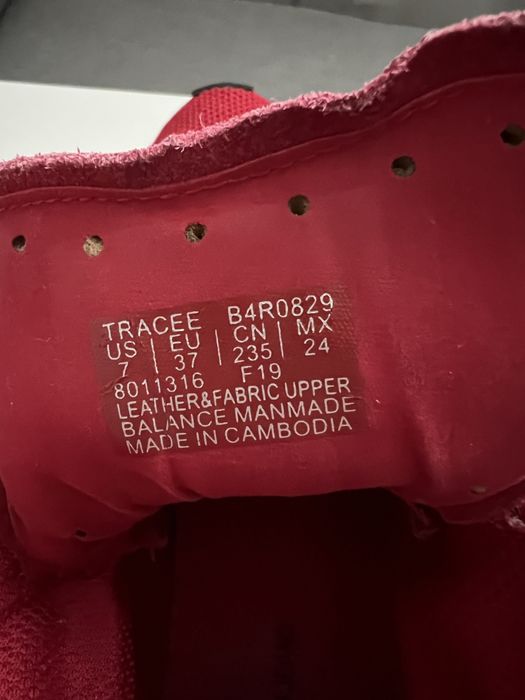 TRACEE B4R0829
US | EU | CN | MX
7 37 235 24
8011316 F19
LEATHER&FABRIC UPPER
BALANCE MANMADE
MADE IN CAMBODIA